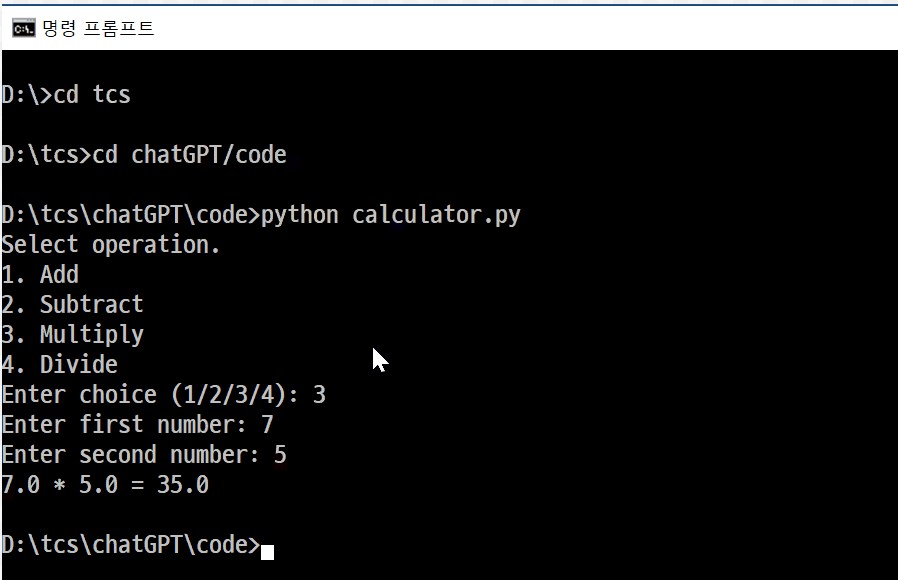 명령 프롬프트
D:\>cd tcs
D:\tcs>cd chatGPT/code
D:\tcs\chatGPT\code>python calculator.py
Select operation.
1. Add
2. Subtract
3. Multiply
4. Divide
Enter choice (1/2/3/4): 3
Enter first number: 7
Enter second number: 5
7.0 * 5.0 = 35.0
D:\tcs\chatGPT\code>